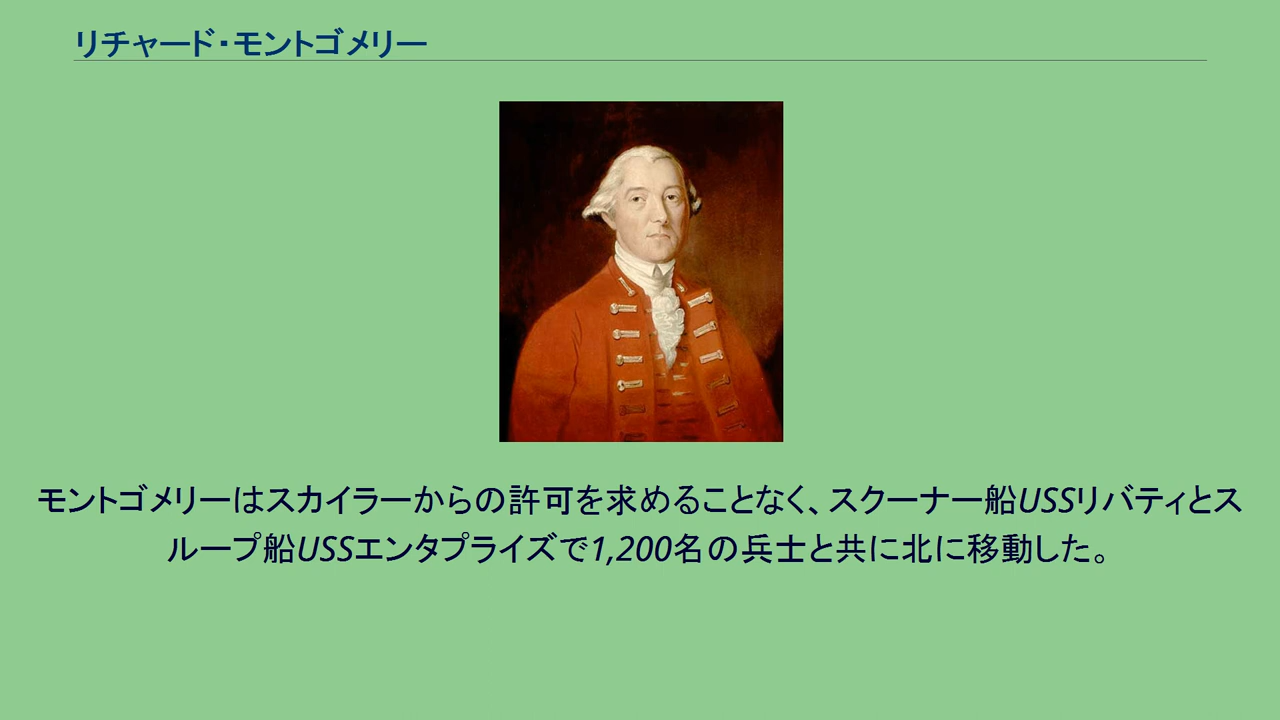 リチャード・モントゴメリー
モントゴメリーはスカイラーからの許可を求めることなく、スクーナー船USSリバティとス
ループ船USSエンタプライズで1,200名の兵士と共に北に移動した。